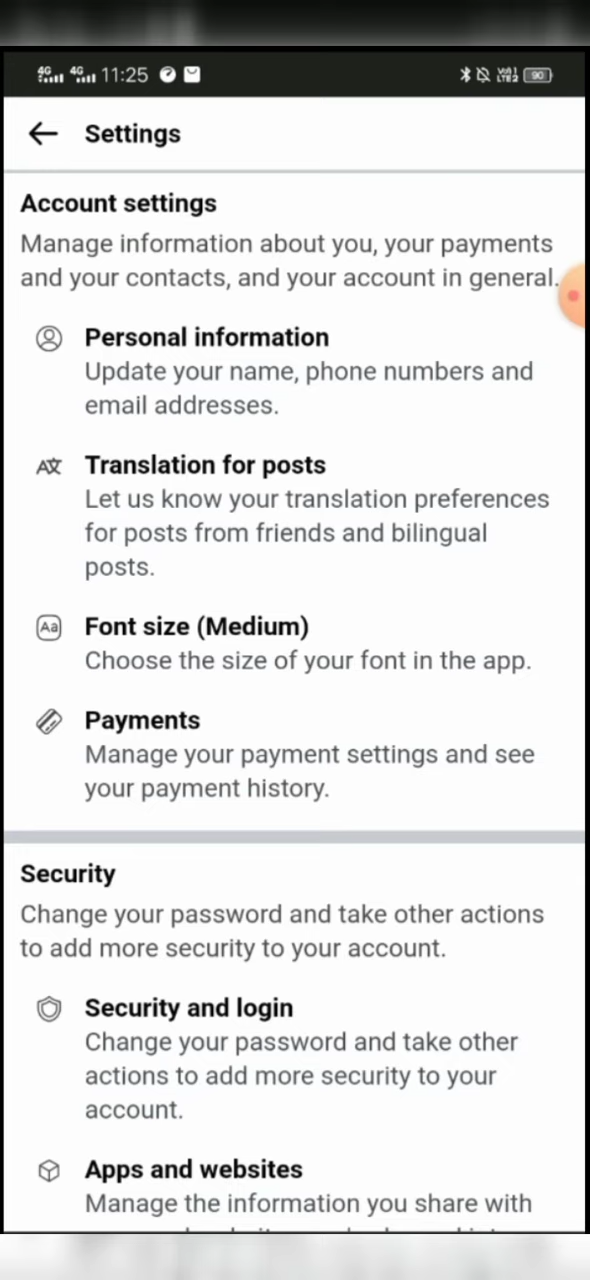 4G 4G 11:25 90
Settings
Account settings
Manage information about you, your payments
and your contacts, and your account in general.
Personal information
Update your name, phone numbers and
email addresses.
Translation for posts
Let us know your translation preferences
for posts from friends and bilingual
posts.
Aa Font size (Medium)
Choose the size of your font in the app.
Payments
Manage your payment settings and see
your payment history.
Security
Change your password and take other actions
to add more security to your account.
Security and login
Change your password and take other
actions to add more security to your
account.
Apps and websites
Manage the information you share with